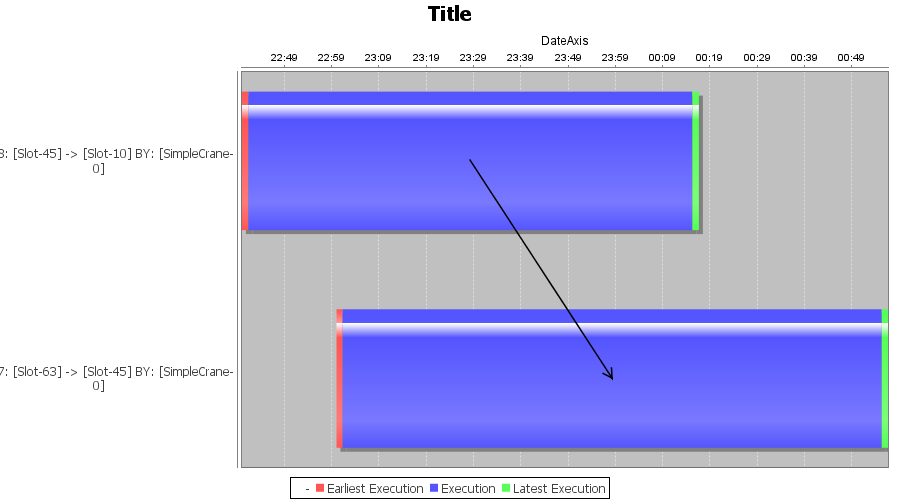 Title
DateAxis
22:49 22:59 23:09 23:19 23:29 23:39 23:49 23:59 00:09 00:19 00:29 00:39 00:49
8: [Slot-45] -> [Slot-10] BY: [SimpleCrane-
0]
7: [Slot-63] -> [Slot-45] BY: [SimpleCrane-
0]
- Earliest Execution Execution Latest Execution